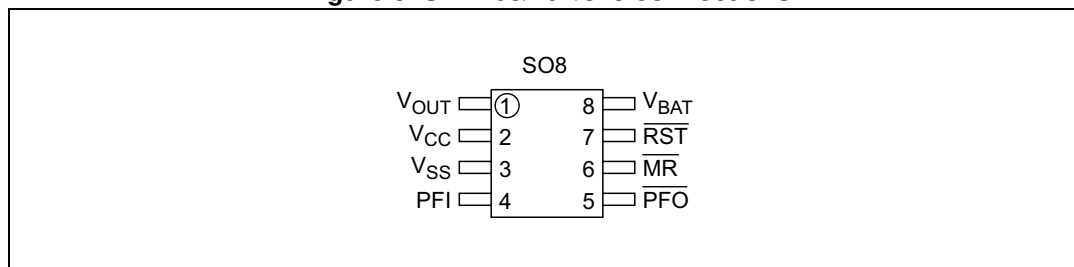 SO8
VOUT 1 8 VBAT
VCC 2 7 RST
VSS 3 6 MR
PFI 4 5 PFO